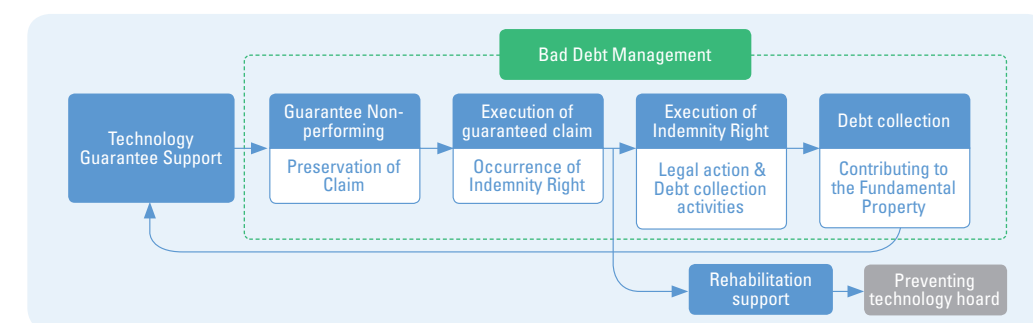 Bad Debt Management
Technology
Guarantee Support
Guarantee Non-
performing
Preservation of
Claim
Execution of
guaranteed claim
Occurrence of
Indemnity Right
Execution of
Indemnity Right
Legal action &
Debt collection
activities
Debt collection
Contributing to
the Fundamental
Property
Rehabilitation
support
Preventing
technology hoard